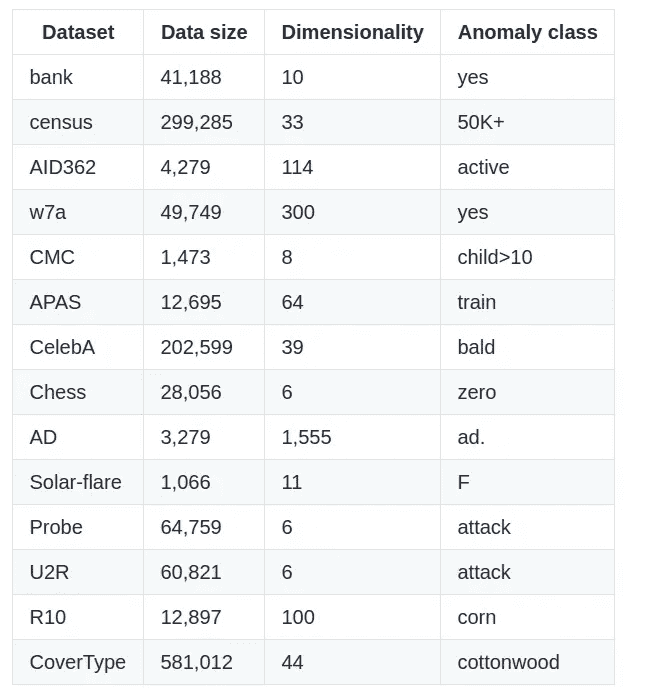 Dataset Data size Dimensionality Anomaly class
bank 41,188 10 yes
census 299,285 33 50K+
AID362 4,279 114 active
w7a 49,749 300 yes
CMC 1,473 8 child>10
APAS 12,695 64 train
CelebA 202,599 39 bald
Chess 28,056 6 zero
AD 3,279 1,555 ad.
Solar-flare 1,066 11 F
Probe 64,759 6 attack
U2R 60,821 6 attack
R10 12,897 100 corn
CoverType 581,012 44 cottonwood